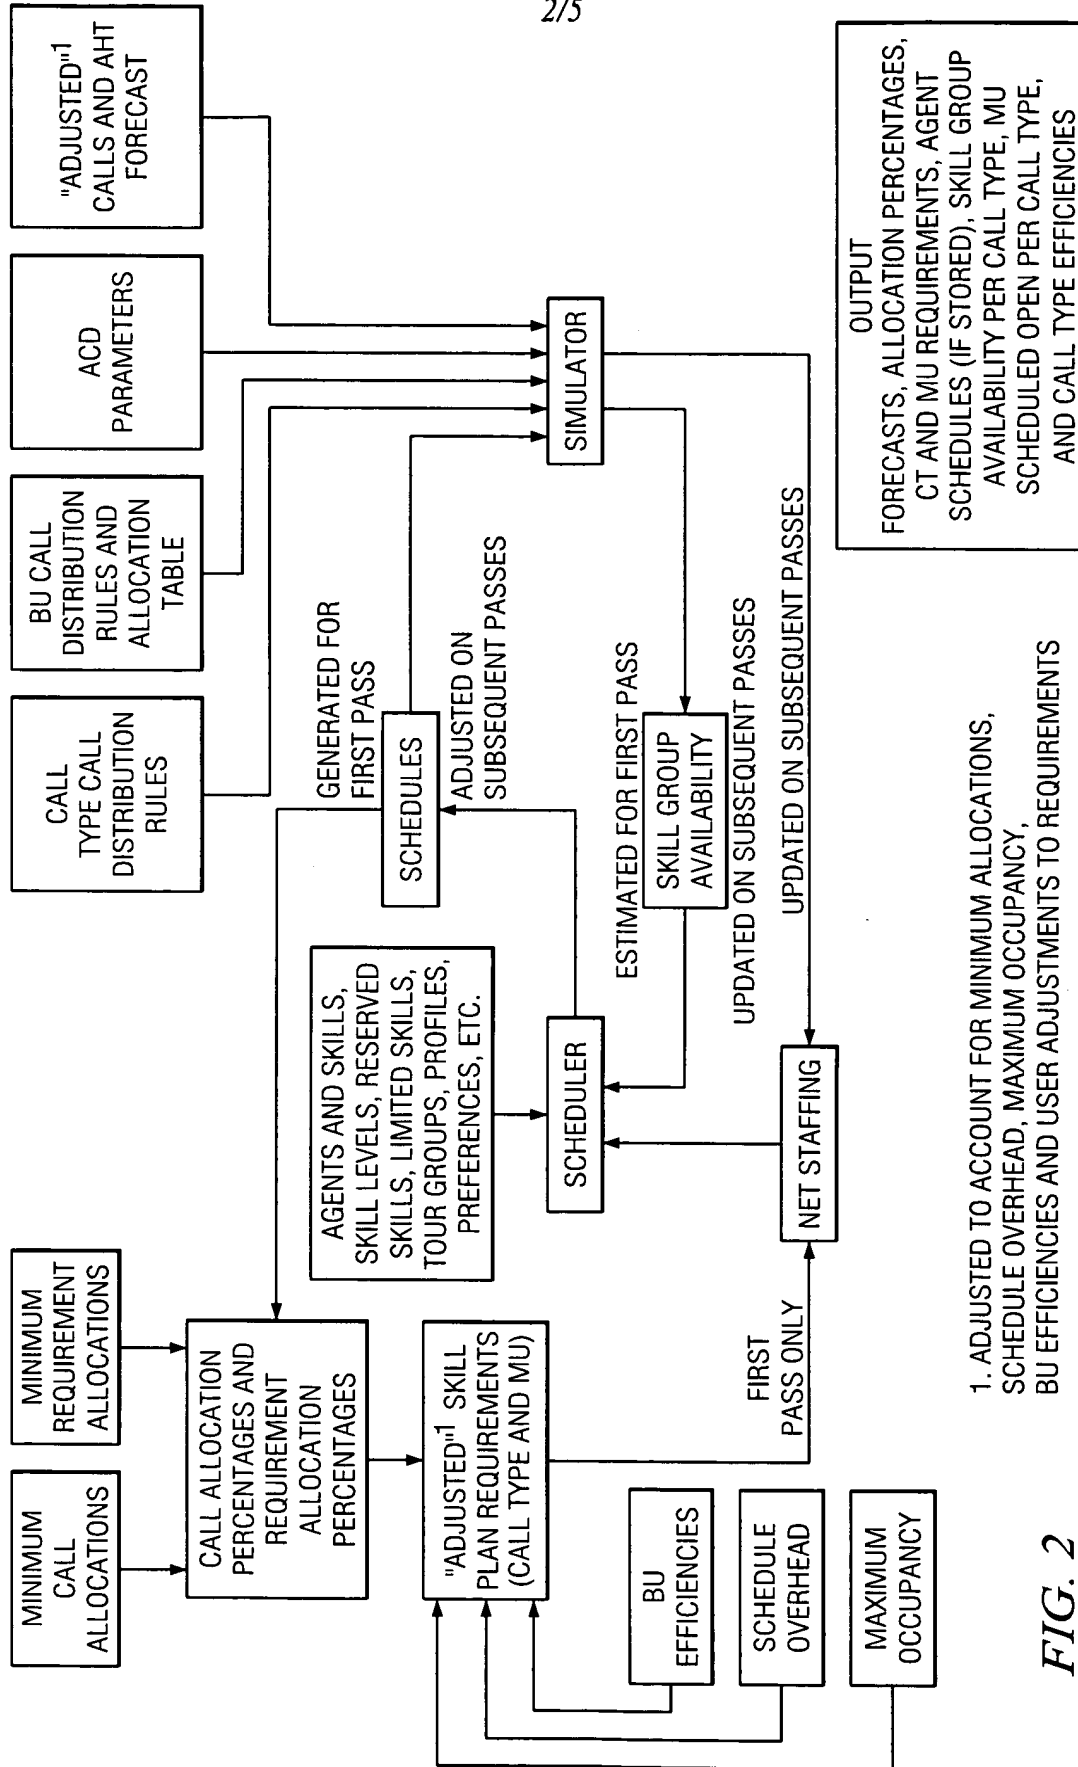 2/5
MINIMUM
CALL
ALLOCATIONS
MINIMUM
REQUIREMENT
ALLOCATIONS
CALL
TYPE CALL
DISTRIBUTION
RULES
BU CALL
DISTRIBUTION
RULES AND
ALLOCATION
TABLE
ACD
PARAMETERS
"ADJUSTED"1
CALLS AND AHT
FORECAST
CALL ALLOCATION
PERCENTAGES AND
REQUIREMENT
ALLOCATION
PERCENTAGES
AGENTS AND SKILLS,
SKILL LEVELS, RESERVED
SKILLS, LIMITED SKILLS,
TOUR GROUPS, PROFILES,
PREFERENCES, ETC.
GENERATED FOR
FIRST PASS
SCHEDULES
ADJUSTED ON
SUBSEQUENT PASSES
"ADJUSTED"1 SKILL
PLAN REQUIREMENTS
(CALL TYPE AND MU)
SCHEDULER
SIMULATOR
ESTIMATED FOR FIRST PASS
SKILL GROUP
AVAILABILITY
UPDATED ON SUBSEQUENT PASSES
UPDATED ON SUBSEQUENT PASSES
BU
EFFICIENCIES
FIRST
PASS ONLY
NET STAFFING
SCHEDULE
OVERHEAD
MAXIMUM
OCCUPANCY
OUTPUT
FORECASTS, ALLOCATION PERCENTAGES,
CT AND MU REQUIREMENTS, AGENT
SCHEDULES (IF STORED), SKILL GROUP
AVAILABILITY PER CALL TYPE, MU
SCHEDULED OPEN PER CALL TYPE,
AND CALL TYPE EFFICIENCIES
1. ADJUSTED TO ACCOUNT FOR MINIMUM ALLOCATIONS,
SCHEDULE OVERHEAD, MAXIMUM OCCUPANCY,
BU EFFICIENCIES AND USER ADJUSTMENTS TO REQUIREMENTS
FIG. 2